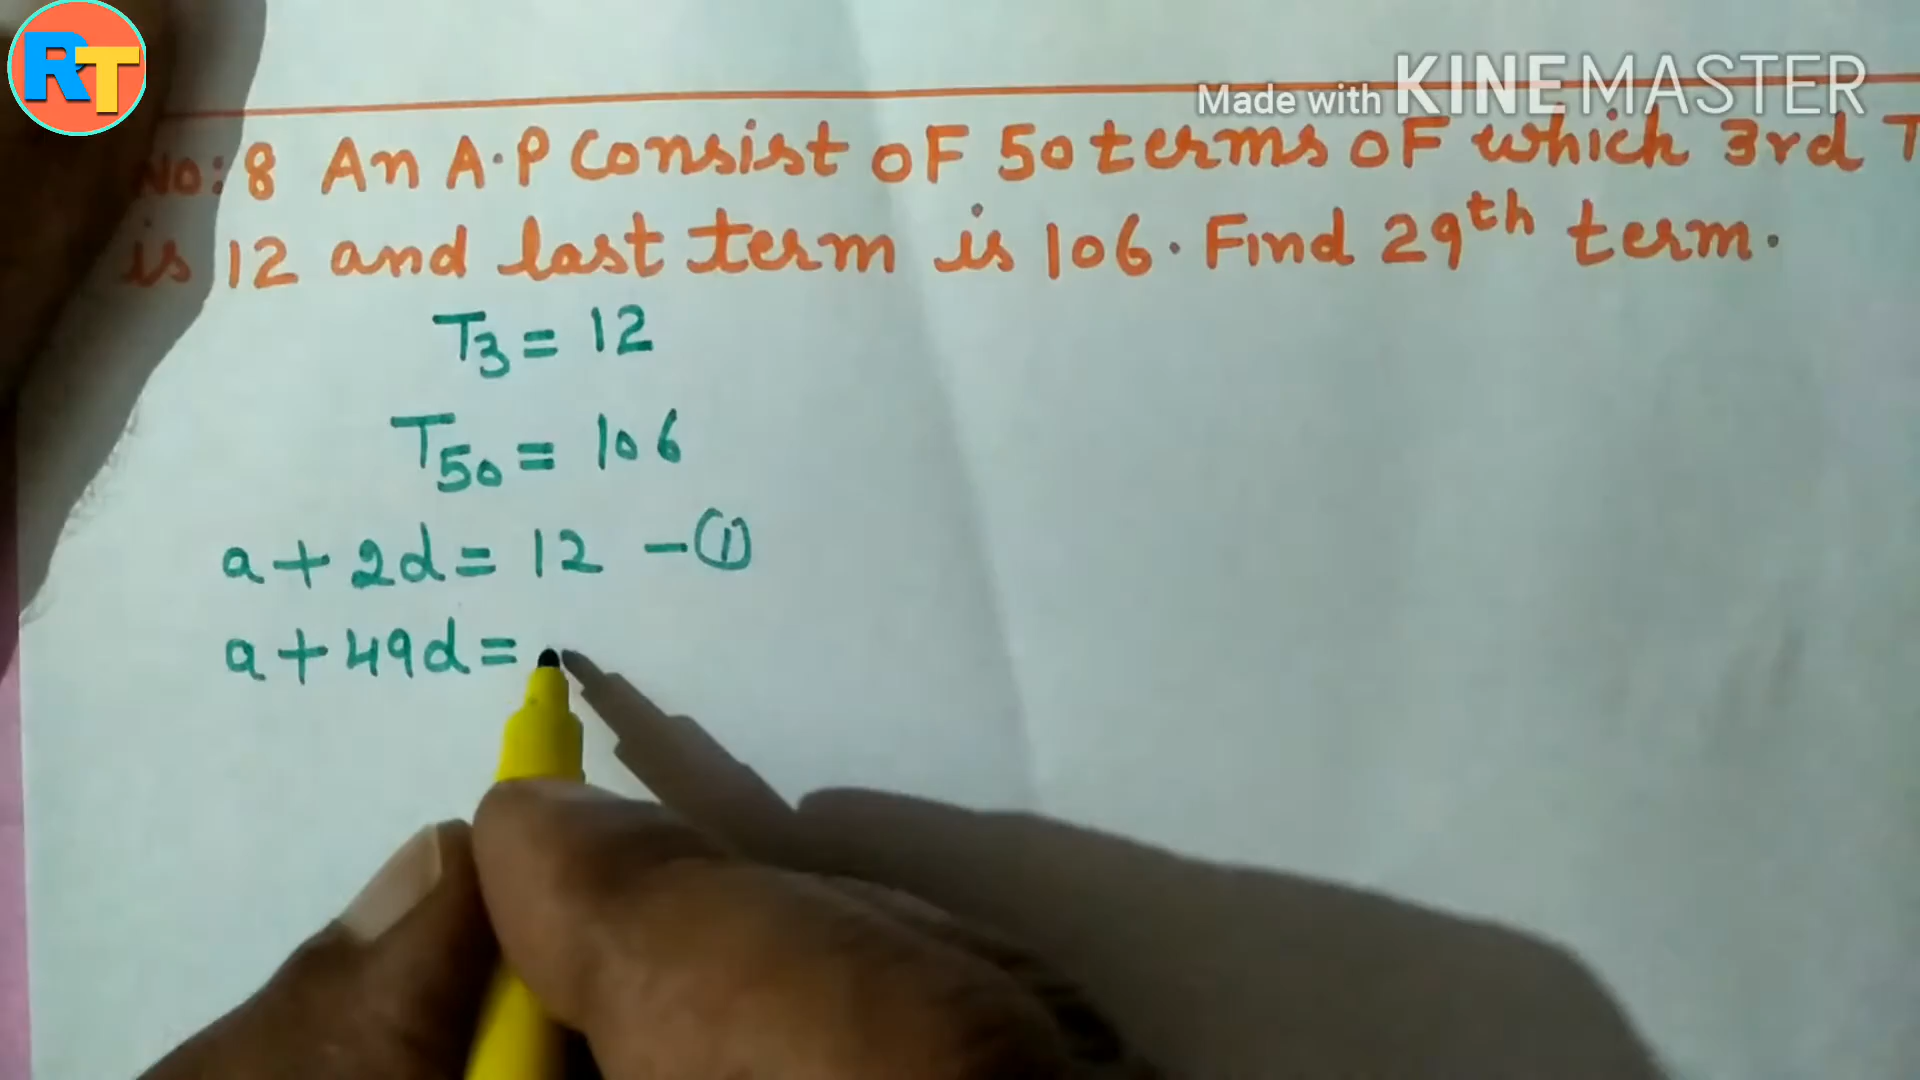 RT
Made with KINEMASTER
No: 8 An A.P Consist of 50 terms of which 3rd T
is 12 and last term is 106. Find 29th term.
T3 = 12
T50 = 106
a + 2d = 12 - ①
a + 49d =